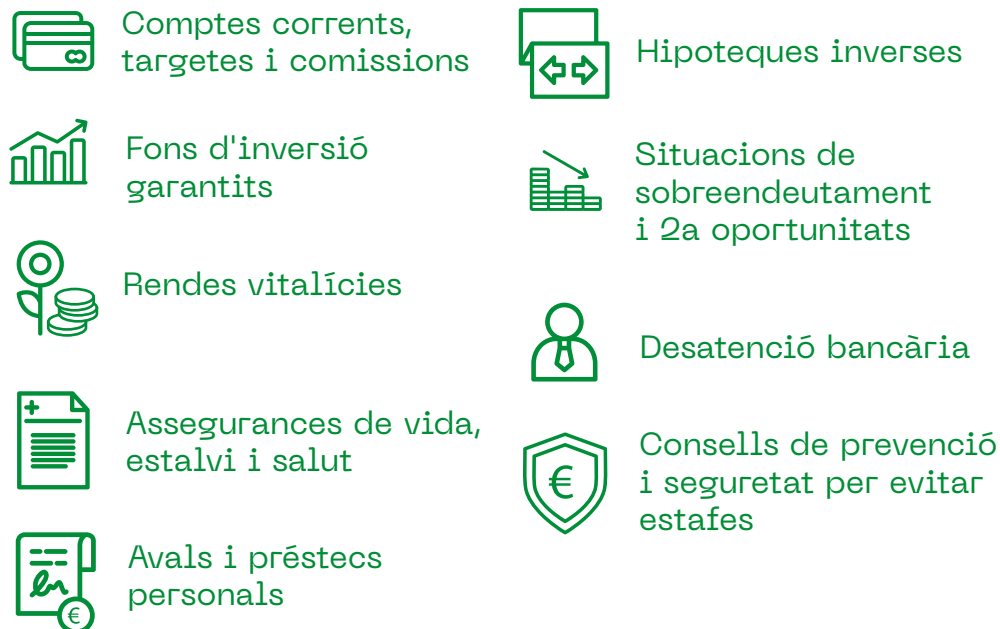 Comptes corrents,
targetes i comissions
Fons d'inversió
garantits
Rendes vitalícies
Assegurances de vida,
estalvi i salut
€
Avals i préstecs
personals
Hipoteques inverses
Situacions de
sobreendeutament
i 2a oportunitats
Desatenció bancària
€
Consells de prevenció
i seguretat per evitar
estafes